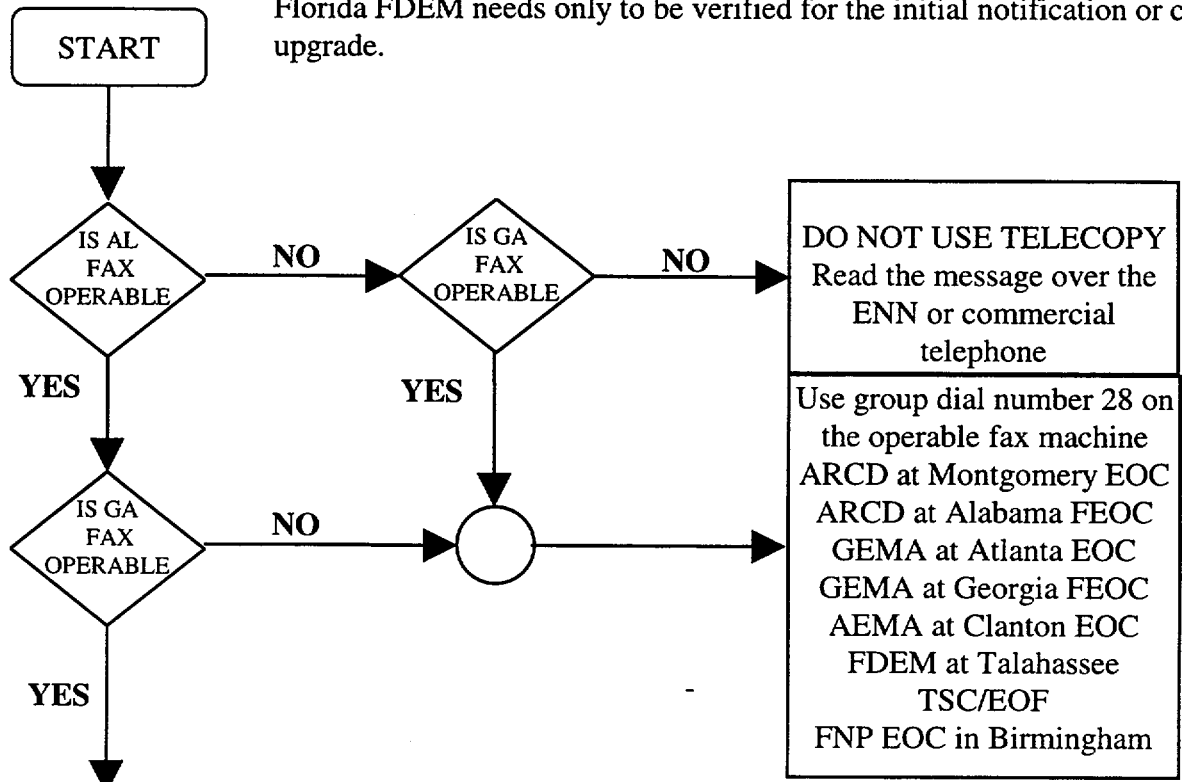 Florida FDEM needs only to be verified for the initial notification or
upgrade.
START
IS AL
FAX
OPERABLE
NO
IS GA
FAX
OPERABLE
NO
DO NOT USE TELECOPY
Read the message over the
ENN or commercial
telephone
YES
YES
Use group dial number 28 on
the operable fax machine
ARCD at Montgomery EOC
ARCD at Alabama FEOC
GEMA at Atlanta EOC
GEMA at Georgia FEOC
AEMA at Clanton EOC
FDEM at Talahassee
TSC/EOF
FNP EOC in Birmingham
IS GA
FAX
OPERABLE
NO
YES